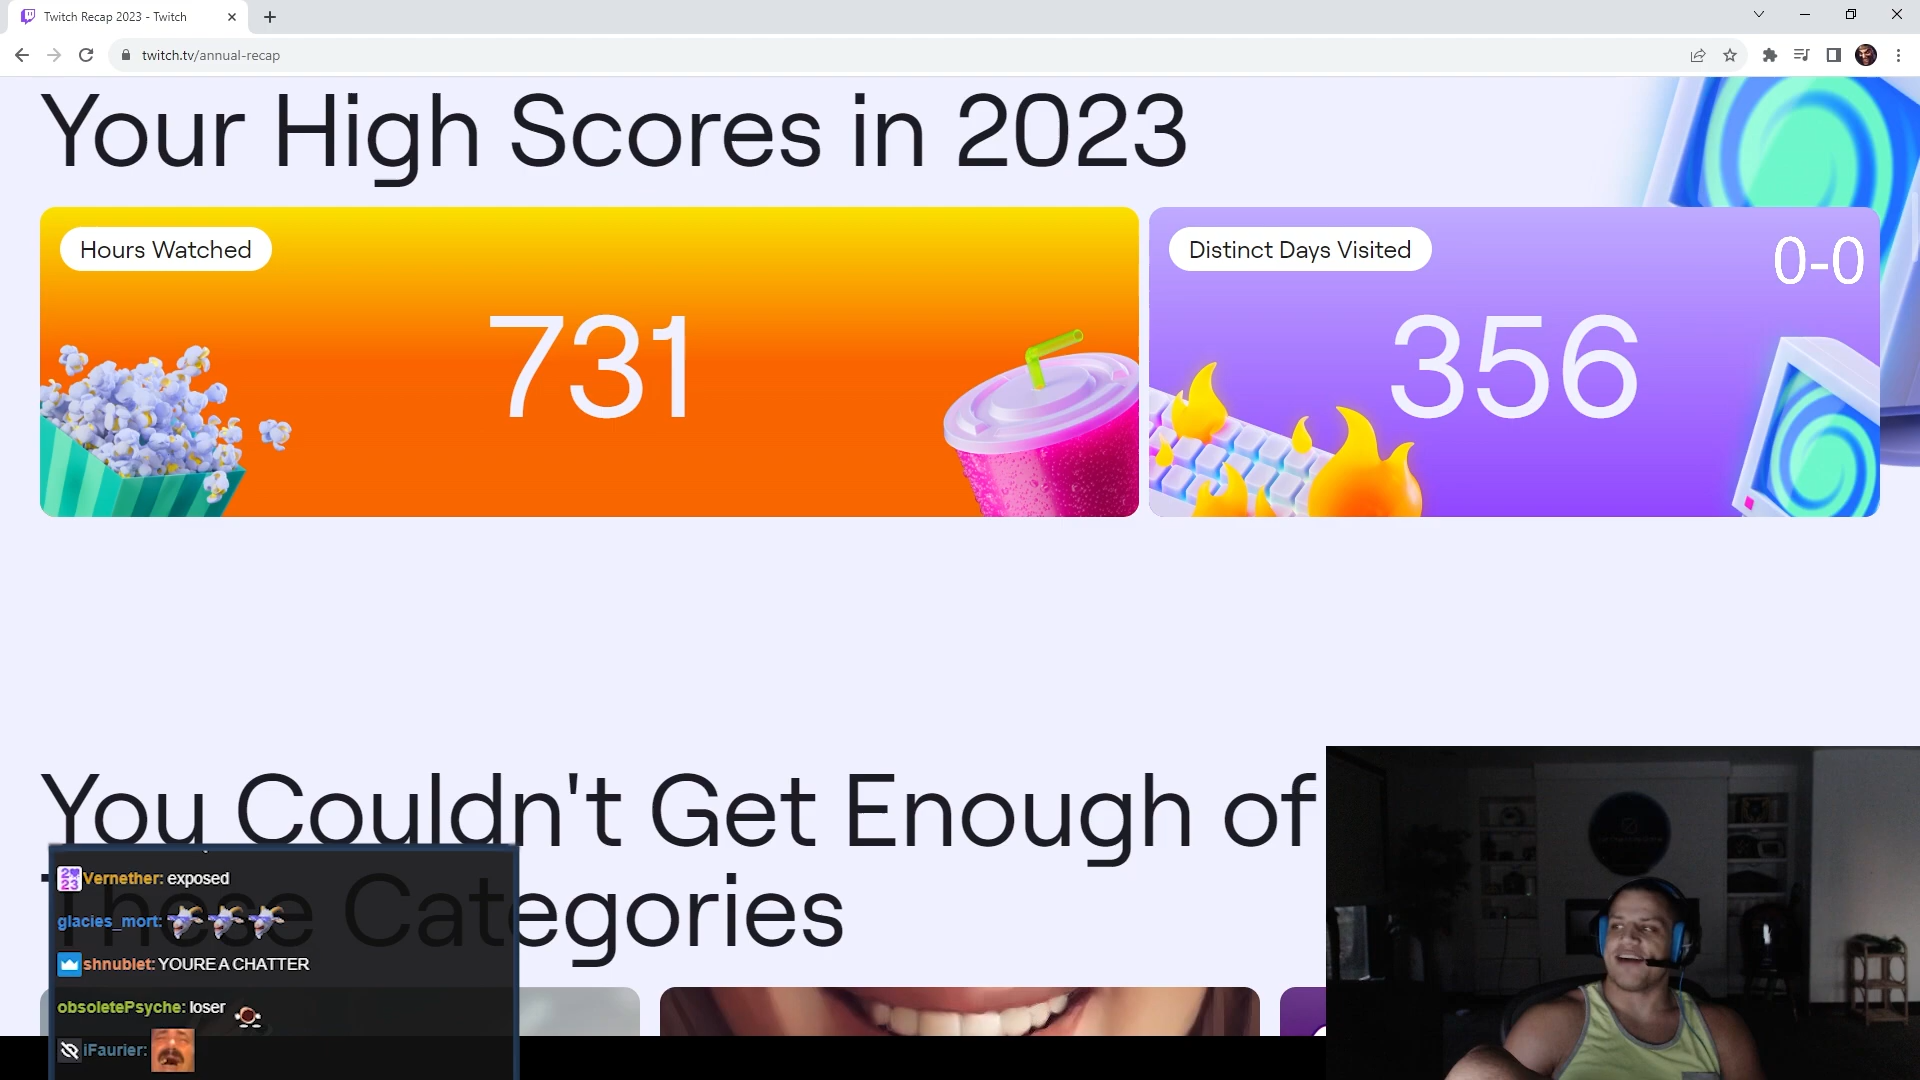 Twitch Recap 2023 - Twitch
twitch.tv/annual-recap
Your High Scores in 2023
Hours Watched
731
Distinct Days Visited
0-0
356
You Couldn't Get Enough of
These Categories
Vernether: exposed
glacies_mort:
shnublet: YOURE A CHATTER
obsoletePsyche: loser
iFaurier: